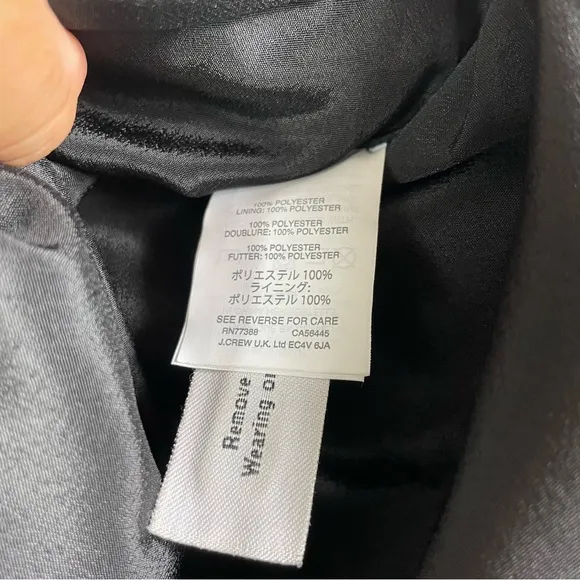 100% POLYESTER
LINING: 100% POLYESTER
100% POLYESTER
DOUBLURE: 100% POLYESTER
100% POLYESTER
FUTTER: 100% POLYESTER
ポリエステル 100%
ライニング:
ポリエステル 100%
SEE REVERSE FOR CARE
RN77388 CA56445
J.CREW U.K. Ltd EC4V 6JA
Remove
Wearing or